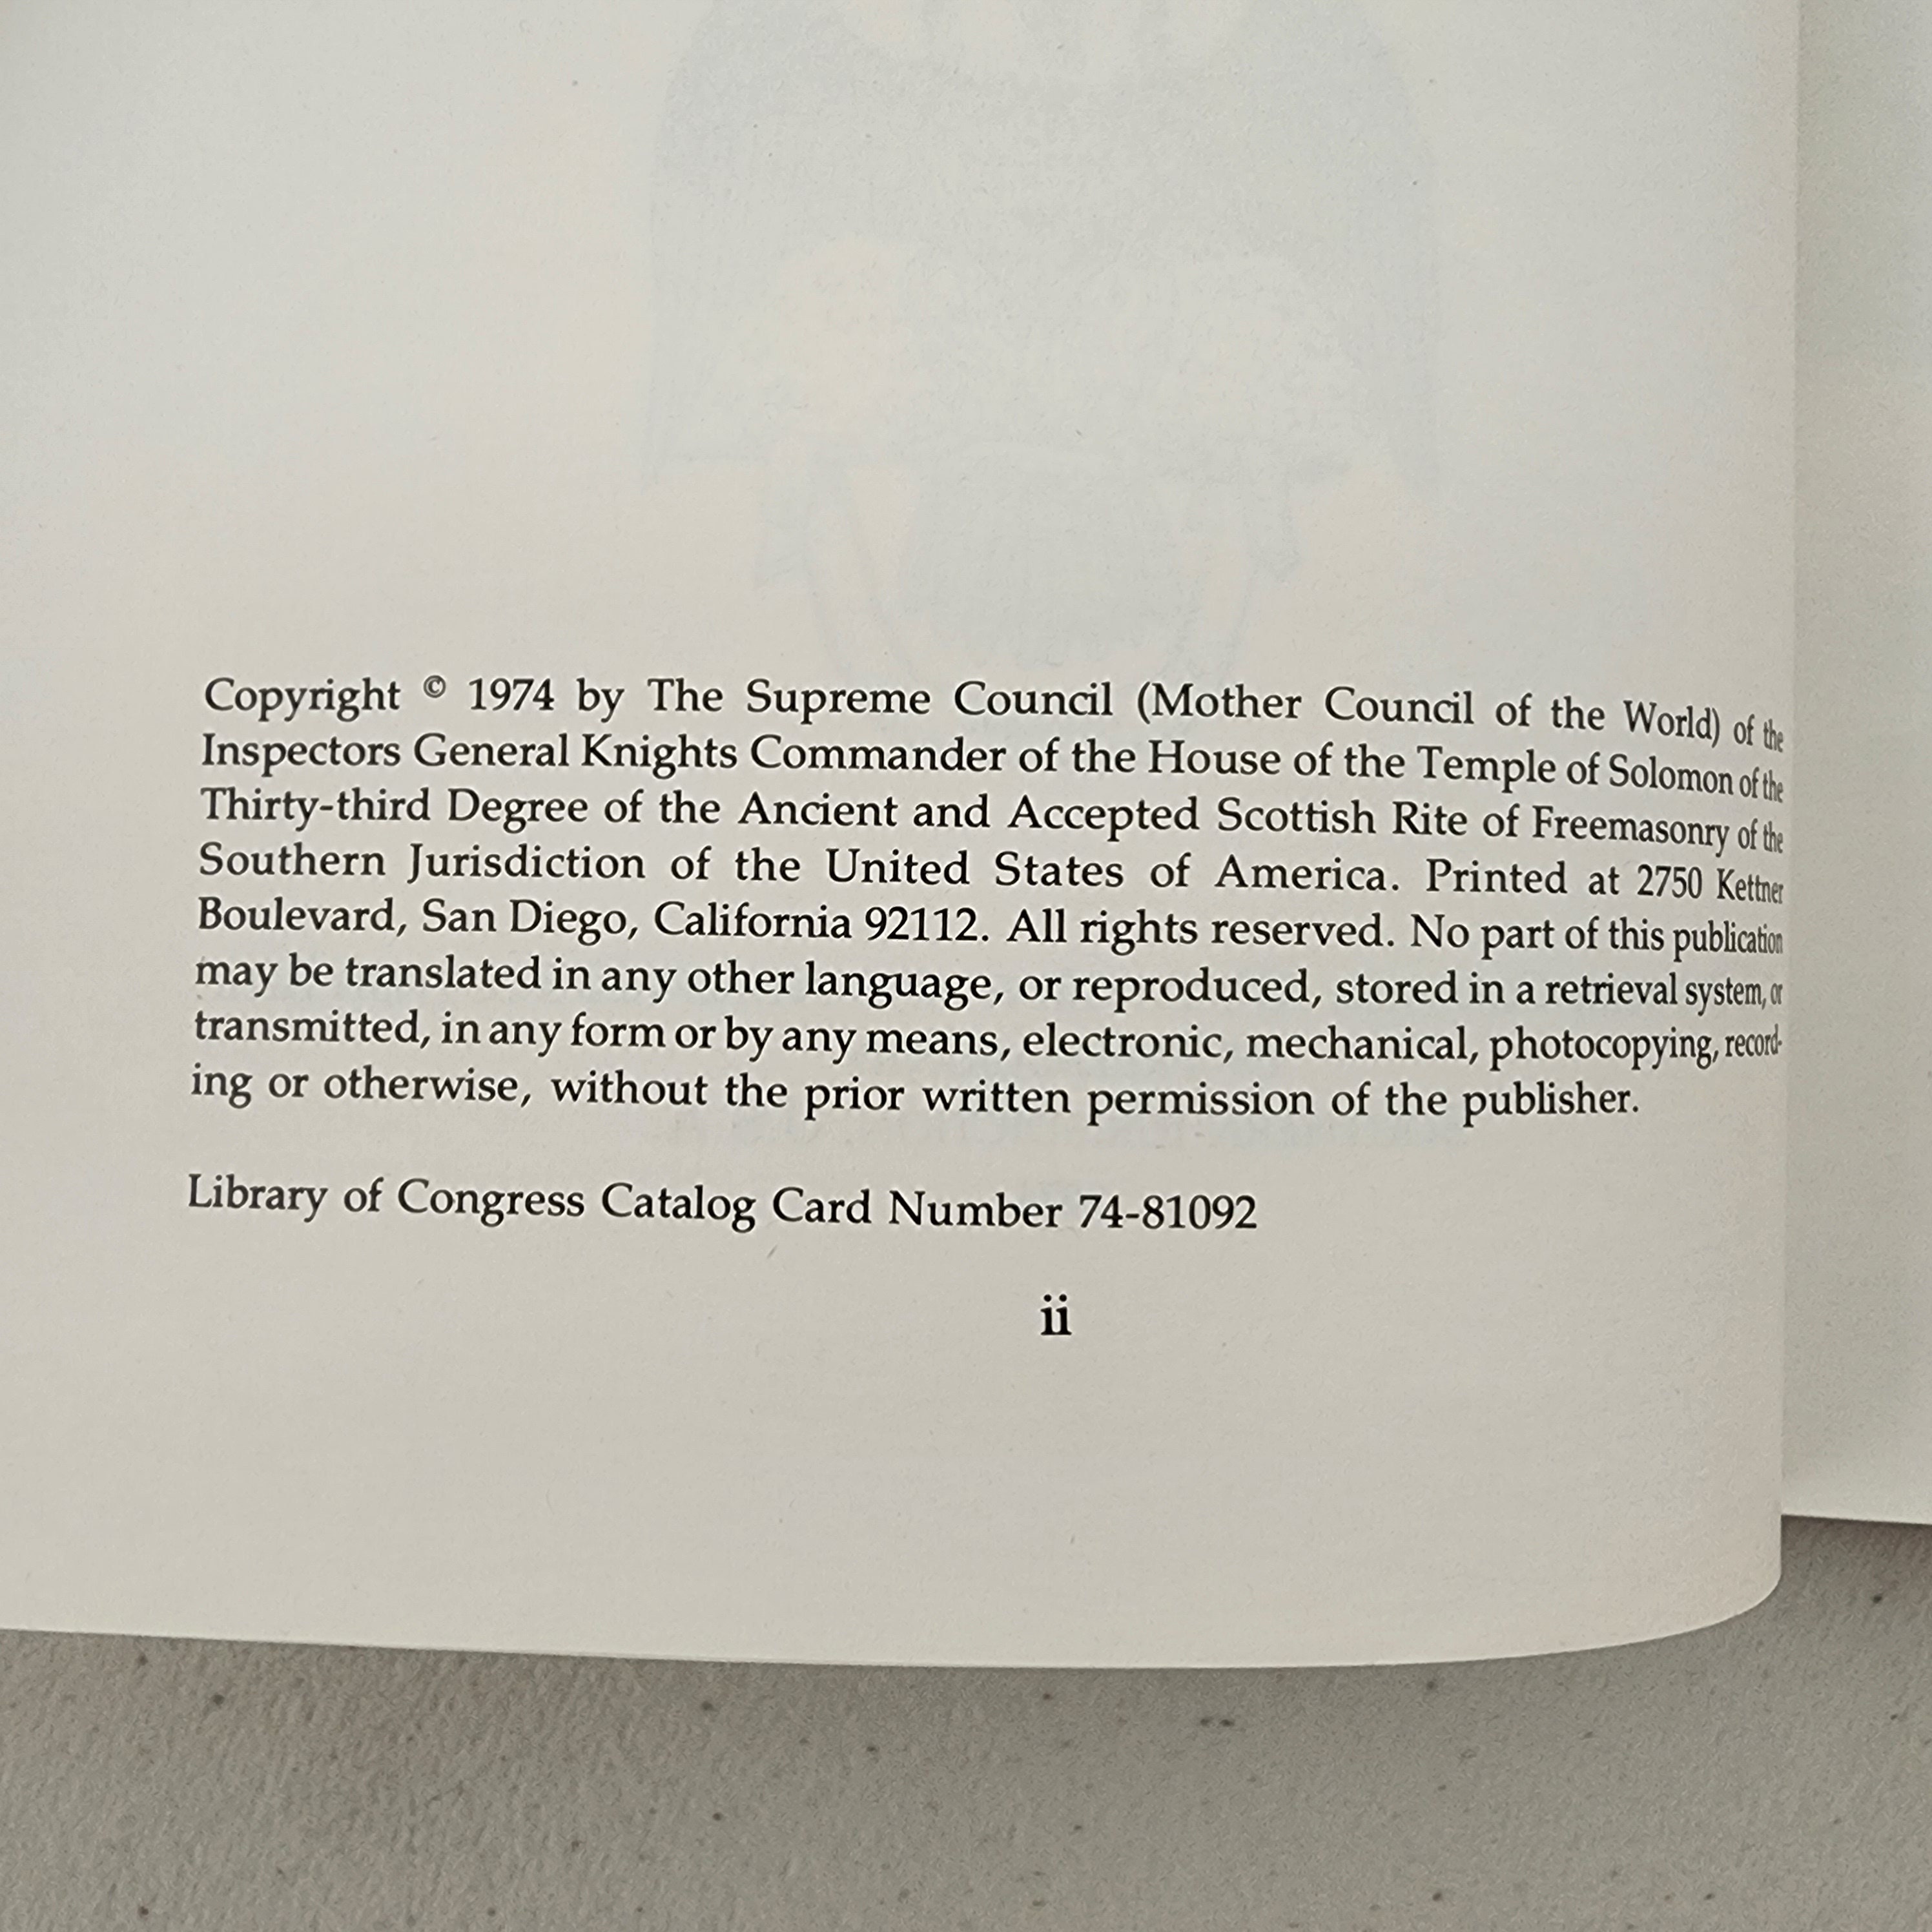 Copyright © 1974 by The Supreme Council (Mother Council of the World) of the
Inspectors General Knights Commander of the House of the Temple of Solomon of the
Thirty-third Degree of the Ancient and Accepted Scottish Rite of Freemasonry of the
Southern Jurisdiction of the United States of America. Printed at 2750 Kettner
Boulevard, San Diego, California 92112. All rights reserved. No part of this publication
may be translated in any other language, or reproduced, stored in a retrieval system, or
transmitted, in any form or by any means, electronic, mechanical, photocopying, record-
ing or otherwise, without the prior written permission of the publisher.
Library of Congress Catalog Card Number 74-81092
ii